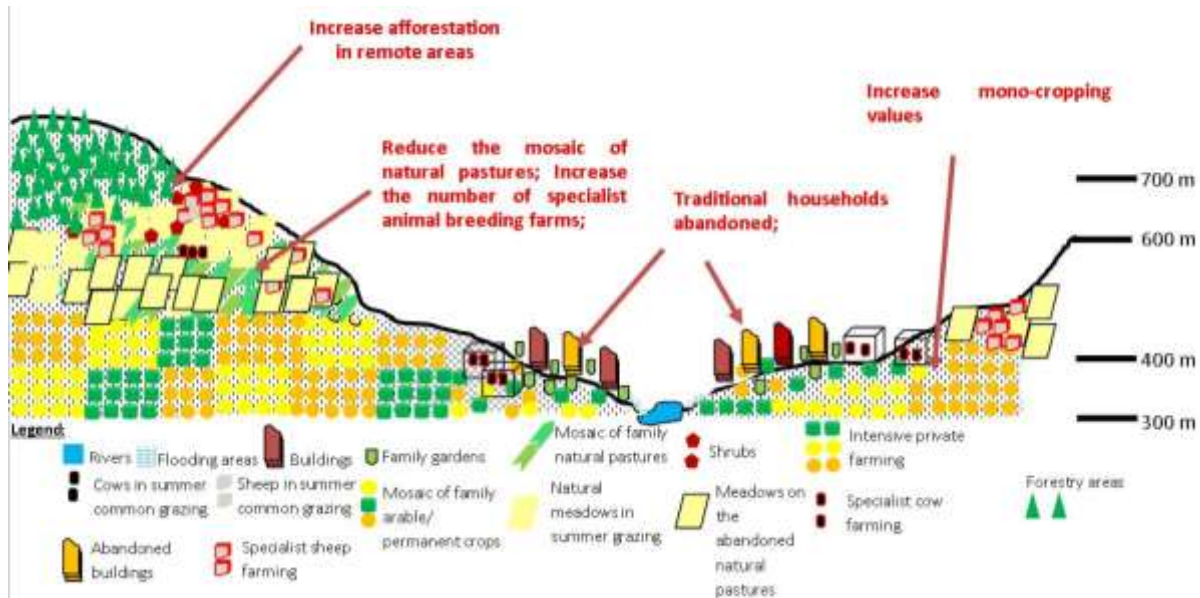 Increase afforestation
in remote areas
Increase mono-cropping
values
Reduce the mosaic of
natural pastures; Increase
the number of specialist
animal breeding farms;
Traditional households
abandoned;
700 m
600 m
400 m
300 m
Legend:
Rivers
Flooding areas
Buildings
Family gardens
Mosaic of family
natural pastures
Shrubs
Intensive private
farming
Cows in summer
common grazing
Sheep in summer
common grazing
Mosaic of family
arable/
permanent crops
Natural
meadows in
summer grazing
Meadows on
the
abandoned
natural
pastures
Specialist cow
farming
Forestry areas
Abandoned
buildings
Specialist sheep
farming